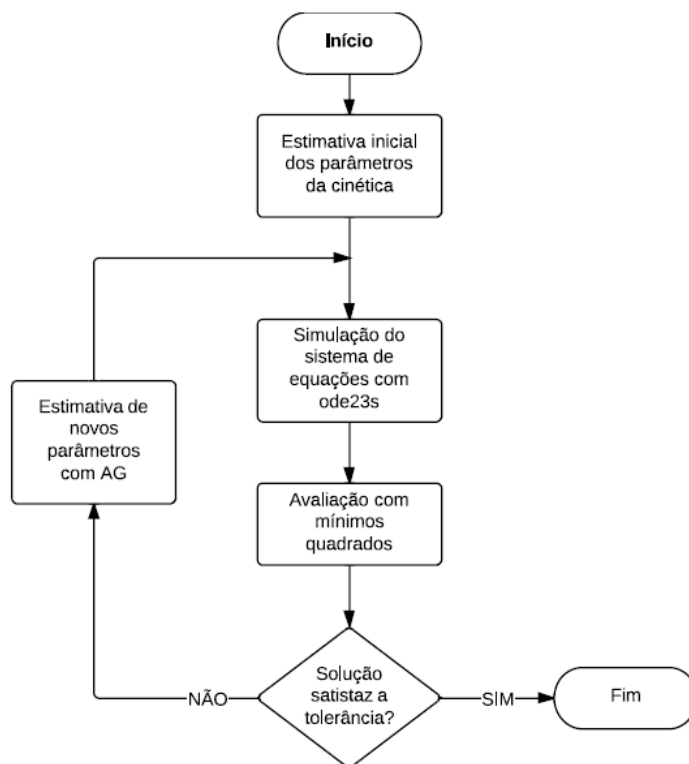 Início
Estimativa inicial
dos parâmetros
da cinética
Simulação do
sistema de
equações com
ode23s
Estimativa de
novos
parâmetros
com AG
Avaliação com
mínimos
quadrados
Solução
satistaz a
tolerância?
NÃO
SIM
Fim